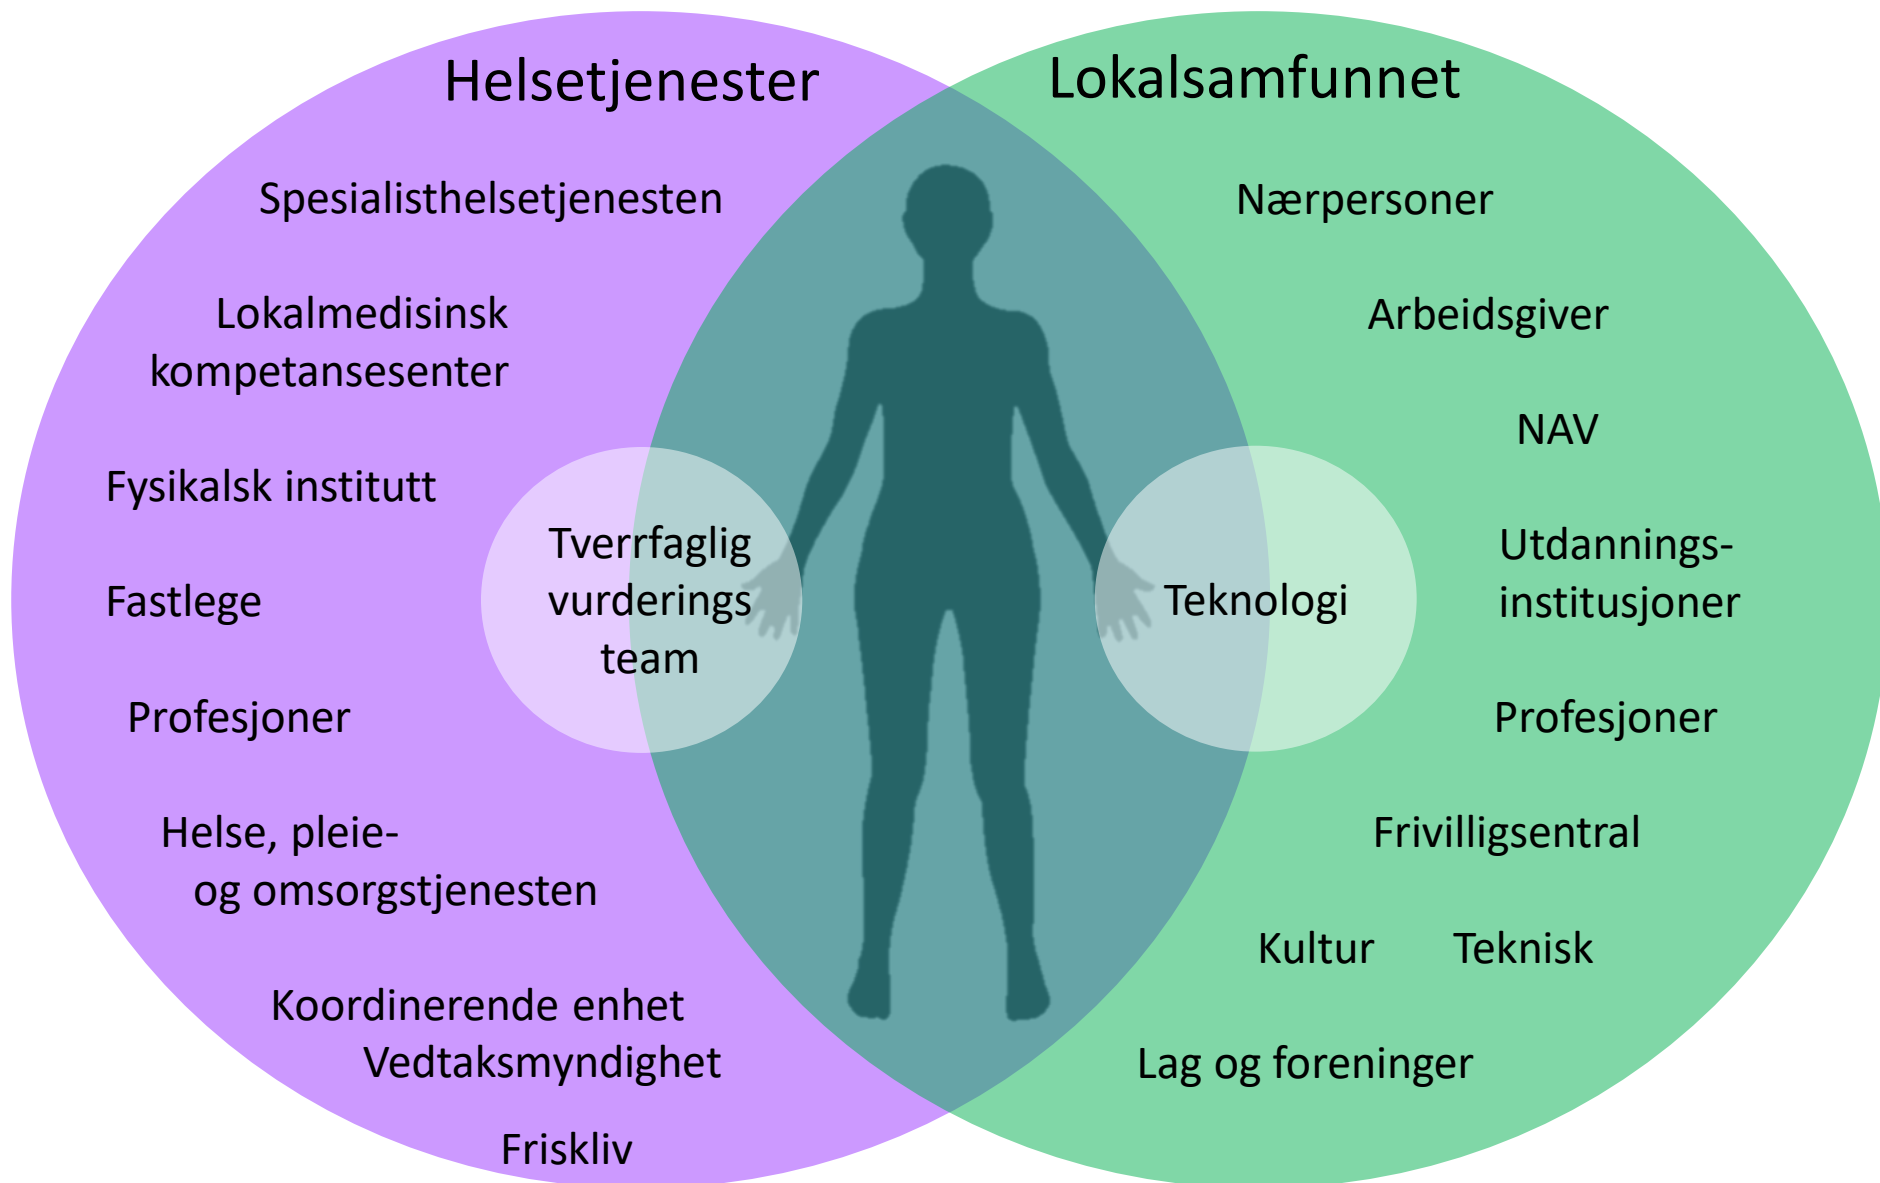 Helsetjenester
Spesialisthelsetjenesten
Lokalmedisinsk
kompetansesenter
Fysikalsk institutt
Fastlege
Profesjoner
Helse, pleie-
og omsorgstjenesten
Koordinerende enhet
Vedtaksmyndighet
Friskliv
Tverrfaglig
vurderings
team
Teknologi
Lokalsamfunnet
Nærpersoner
Arbeidsgiver
NAV
Utdannings-
institusjoner
Profesjoner
Frivilligsentral
Kultur Teknisk
Lag og foreninger